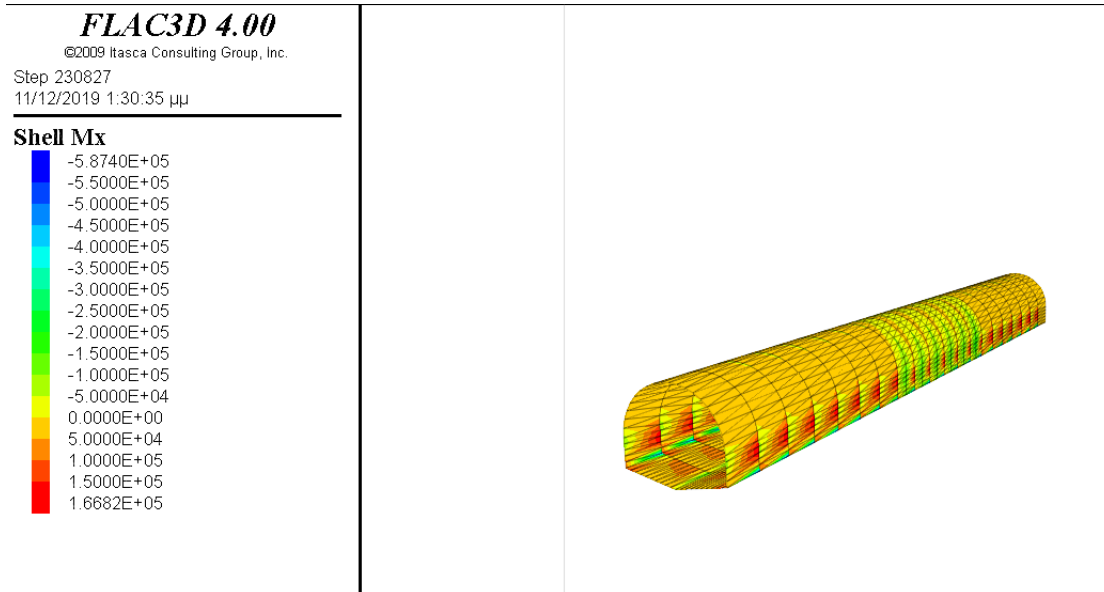 FLAC3D 4.00
©2009 Itasca Consulting Group, Inc.
Step 230827
11/12/2019 1:30:35 μμ
Shell Mx
-5.8740E+05
-5.5000E+05
-5.0000E+05
-4.5000E+05
-4.0000E+05
-3.5000E+05
-3.0000E+05
-2.5000E+05
-2.0000E+05
-1.5000E+05
-1.0000E+05
-5.0000E+04
0.0000E+00
5.0000E+04
1.0000E+05
1.5000E+05
1.6682E+05